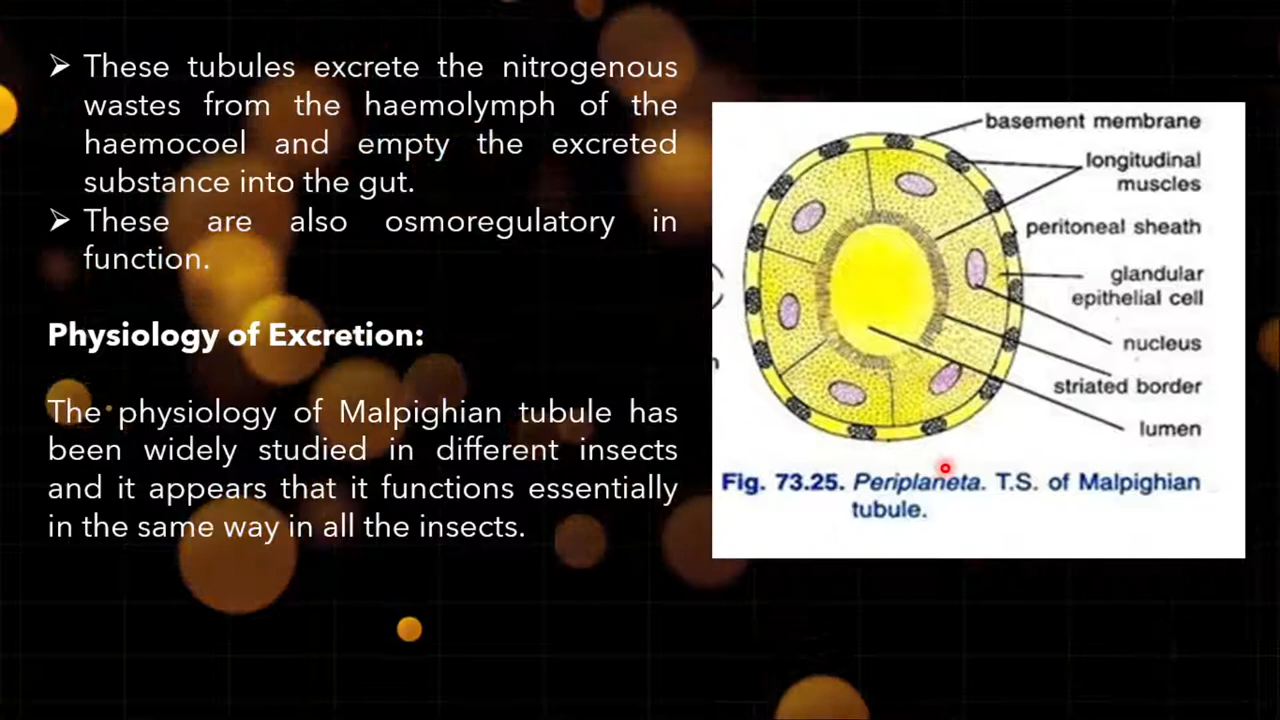 ➢ These tubules excrete the nitrogenous
wastes from the haemolymph of the
haemocoel and empty the excreted
substance into the gut.
➢ These are also osmoregulatory in
function.
Physiology of Excretion:
The physiology of Malpighian tubule has
been widely studied in different insects
and it appears that it functions essentially
in the same way in all the insects.
basement membrane
longitudinal
muscles
peritoneal sheath
glandular
epithelial cell
nucleus
striated border
lumen
Fig. 73.25. Periplaneta. T.S. of Malpighian
tubule.